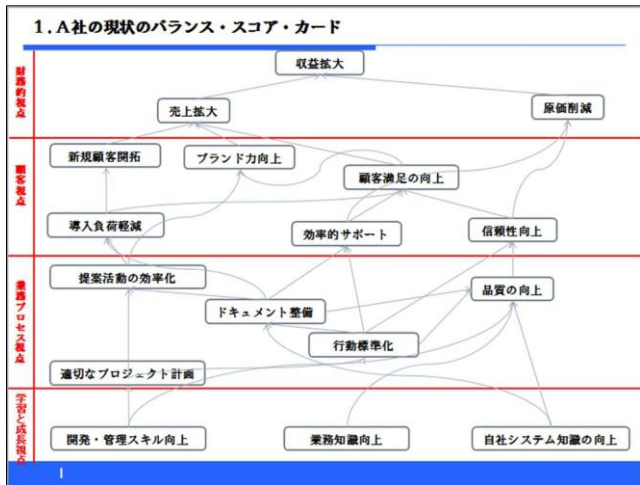 1.A社の現状のバランス・スコア・カード
財務的視点
収益拡大
売上拡大
原価削減
顧客視点
新規顧客開拓
ブランド力向上
顧客満足の向上
導入負荷軽減
効率的サポート
信頼性向上
業務プロセス視点
提案活動の効率化
品質の向上
ドキュメント整備
行動標準化
適切なプロジェクト計画
学習と成長視点
開発・管理スキル向上
業務知識向上
自社システム知識の向上
1